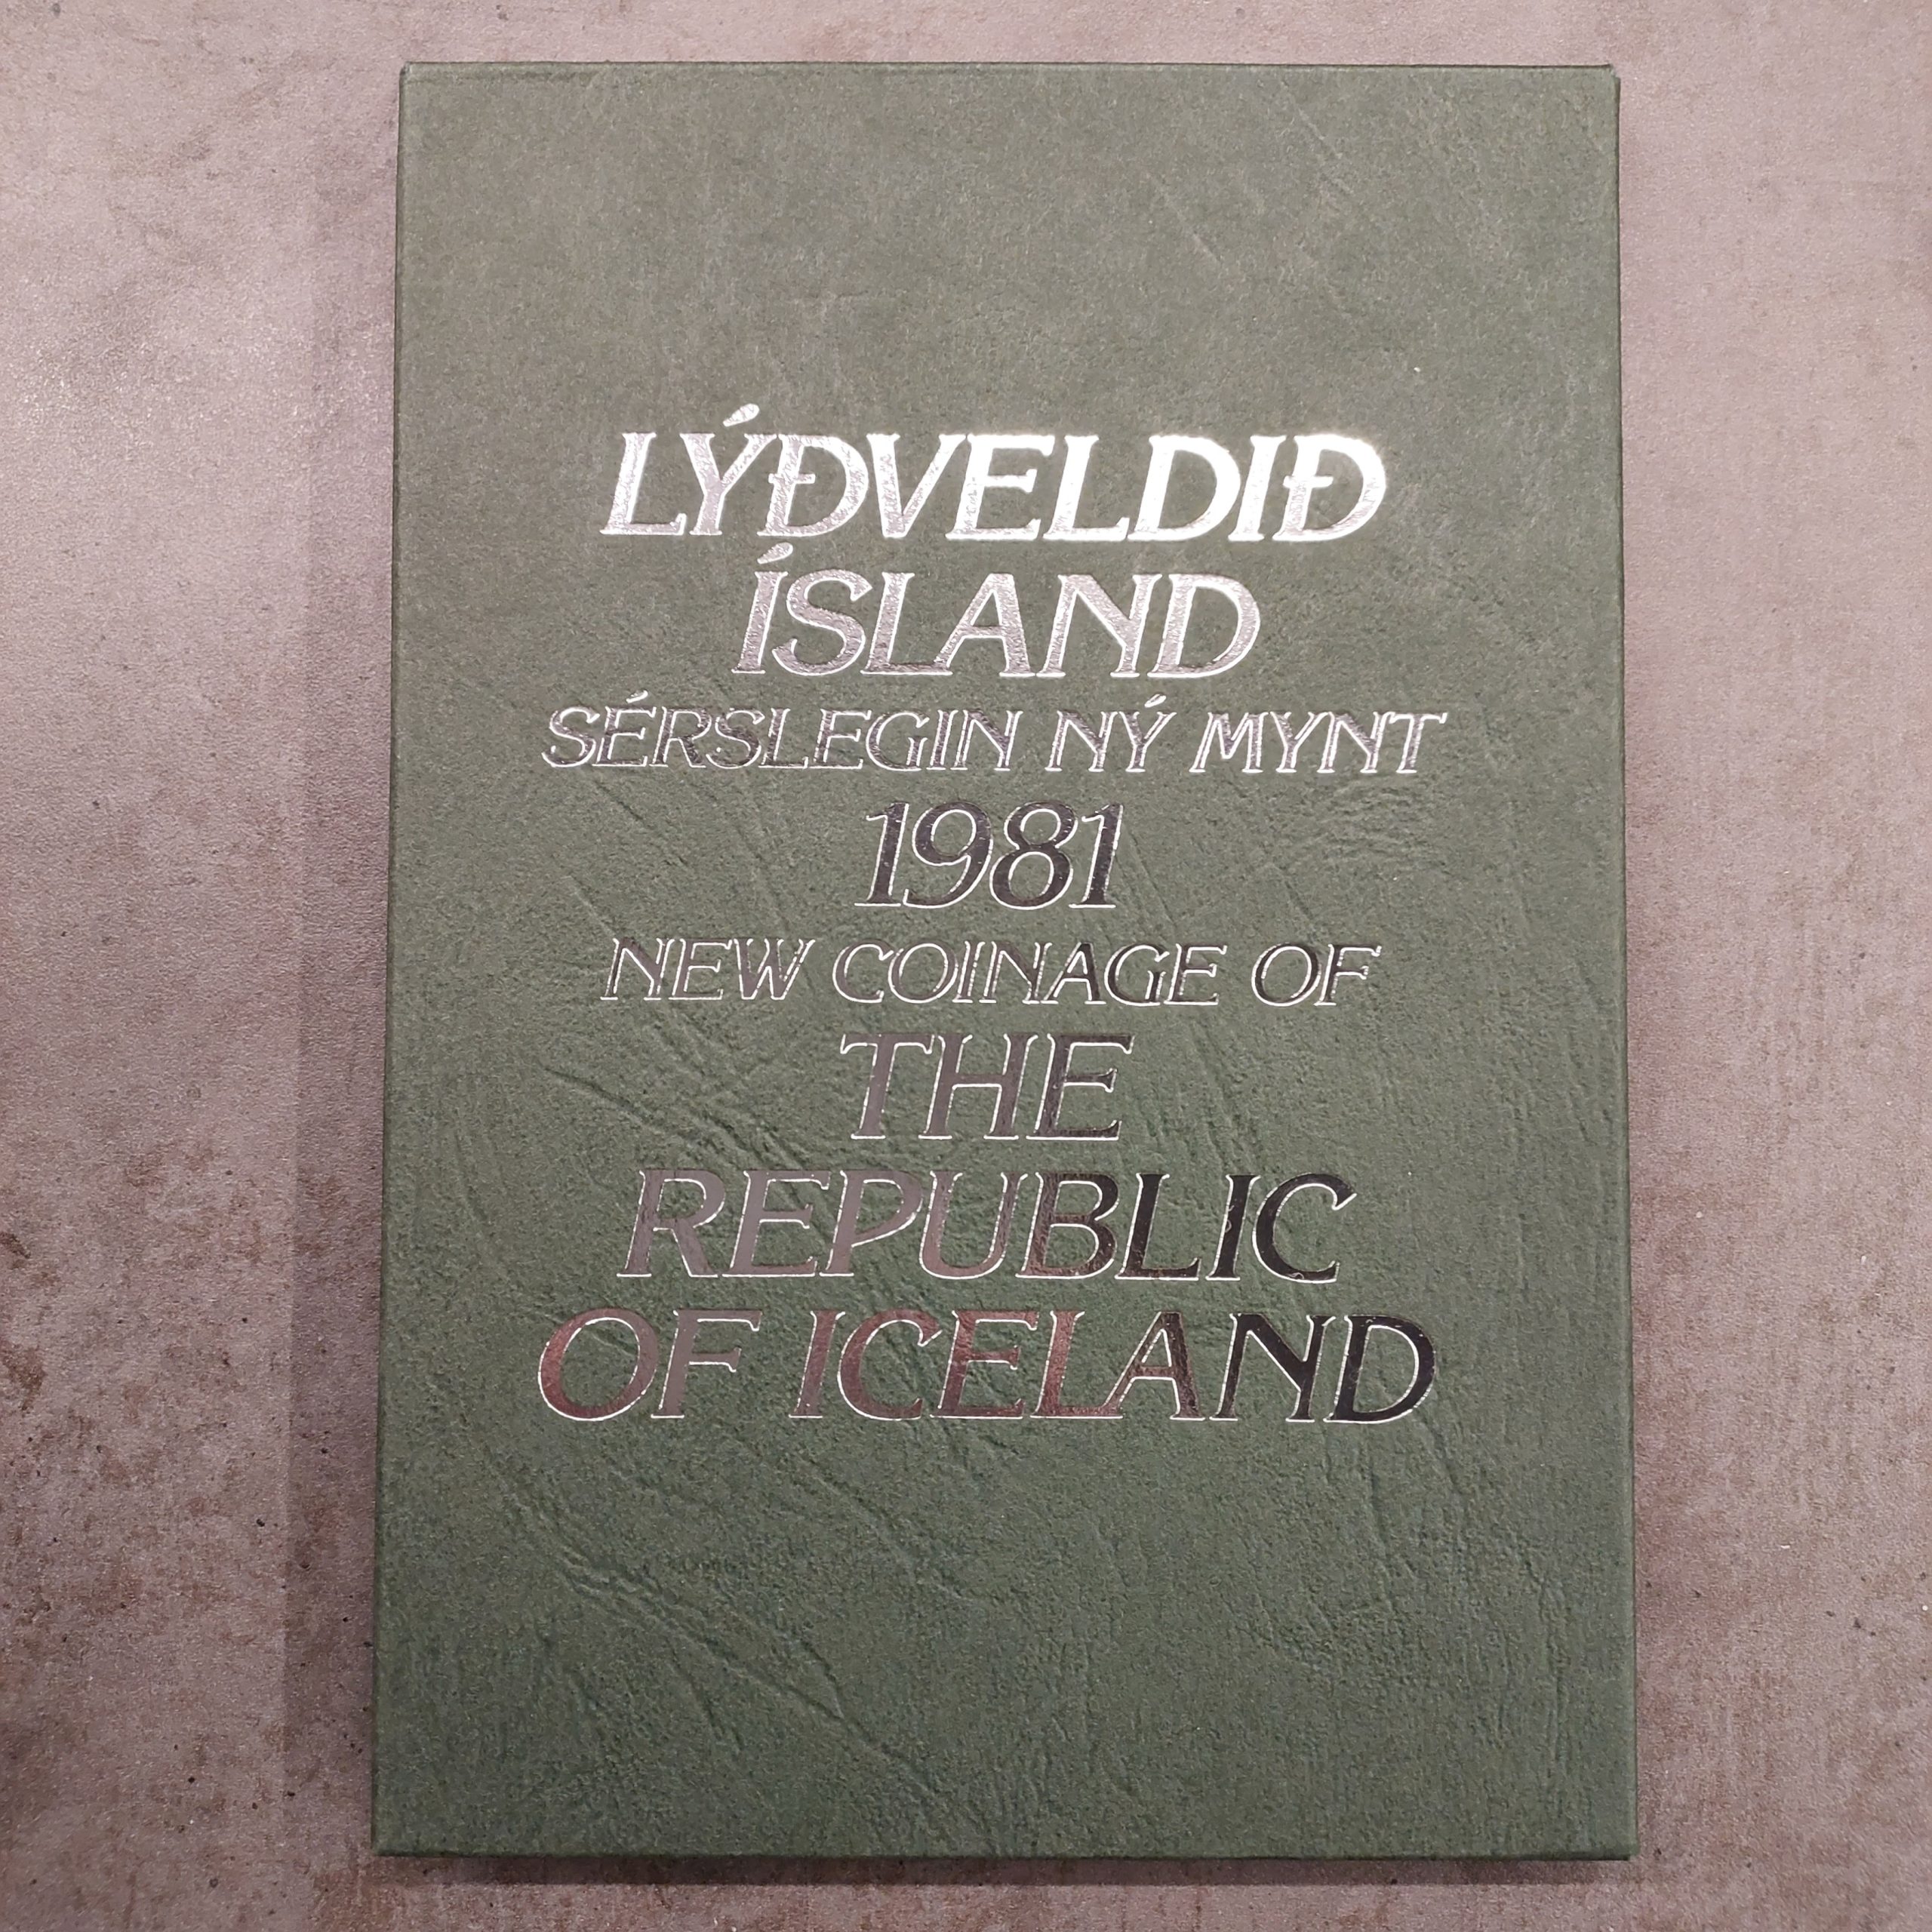 LÝÐVELDIÐ
ÍSLAND
SÉRSLEGIN NÝ MYNT
1981
NEW COINAGE OF
THE
REPUBLIC
OF ICELAND